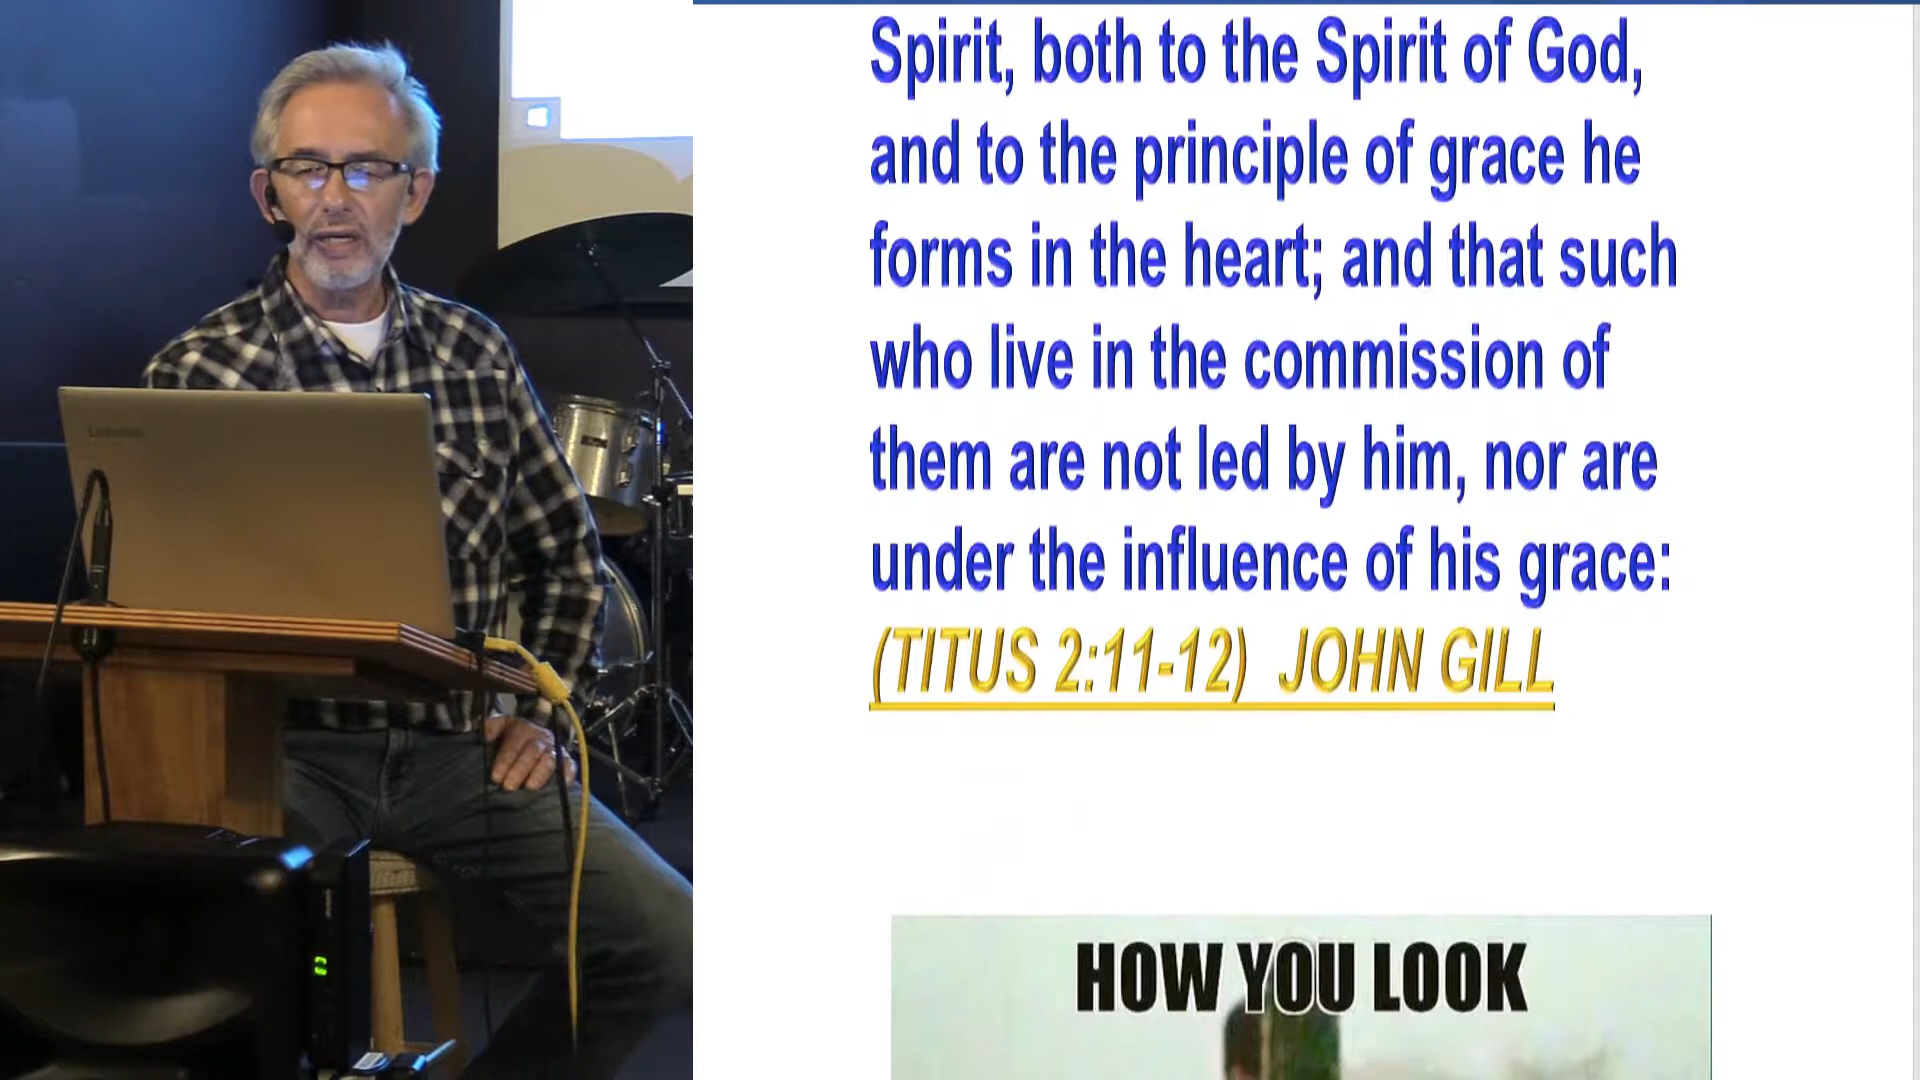 Spirit, both to the Spirit of God,
and to the principle of grace he
forms in the heart; and that such
who live in the commission of
them are not led by him, nor are
under the influence of his grace:
(TITUS 2:11-12)  JOHN GILL
HOW YOU LOOK